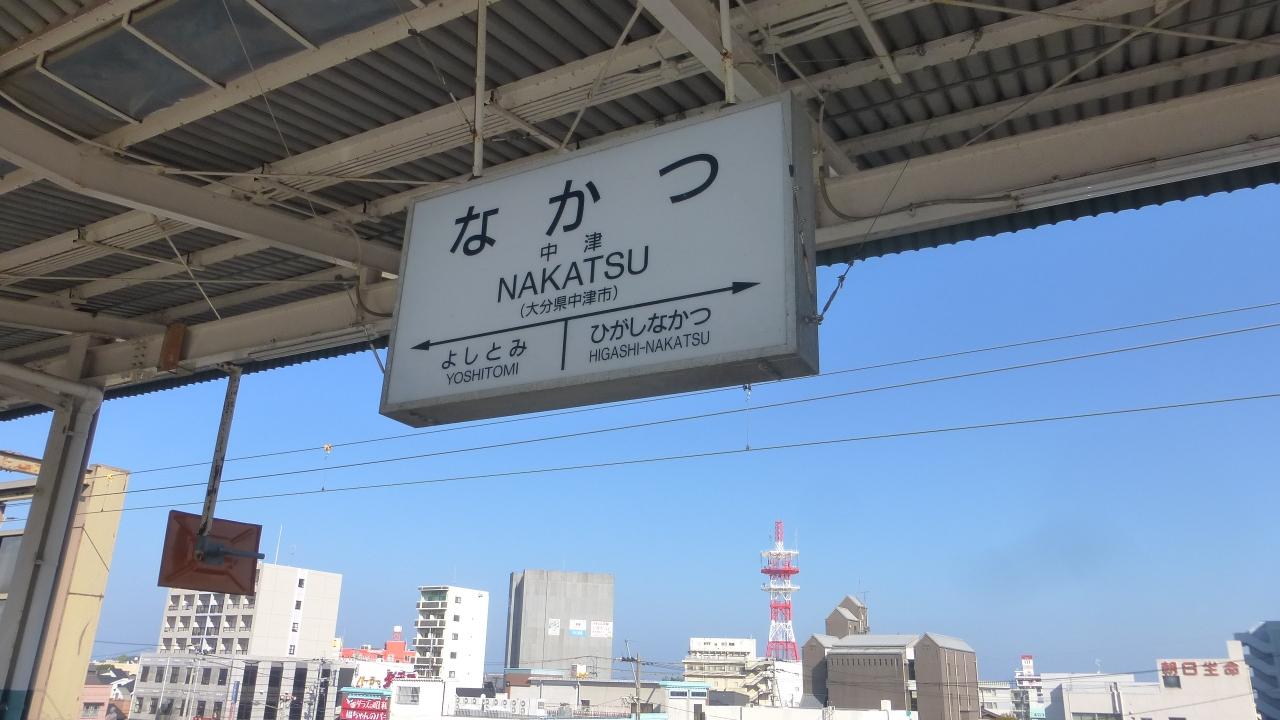 なかつ
中津
NAKATSU
(大分県中津市)
よしとみ
YOSHITOMI
ひがしなかつ
HIGASHI-NAKATSU
朝日生命